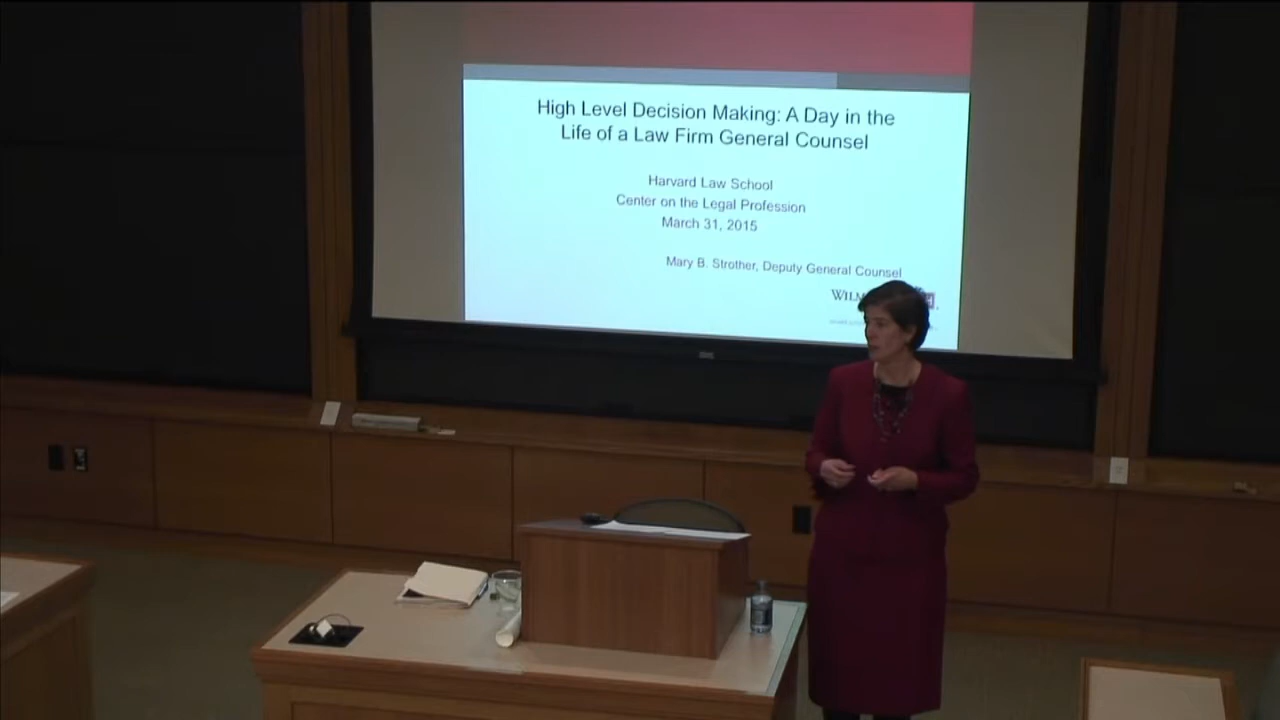 High Level Decision Making: A Day in the
Life of a Law Firm General Counsel
Harvard Law School
Center on the Legal Profession
March 31, 2015
Mary B. Strother, Deputy General Counsel